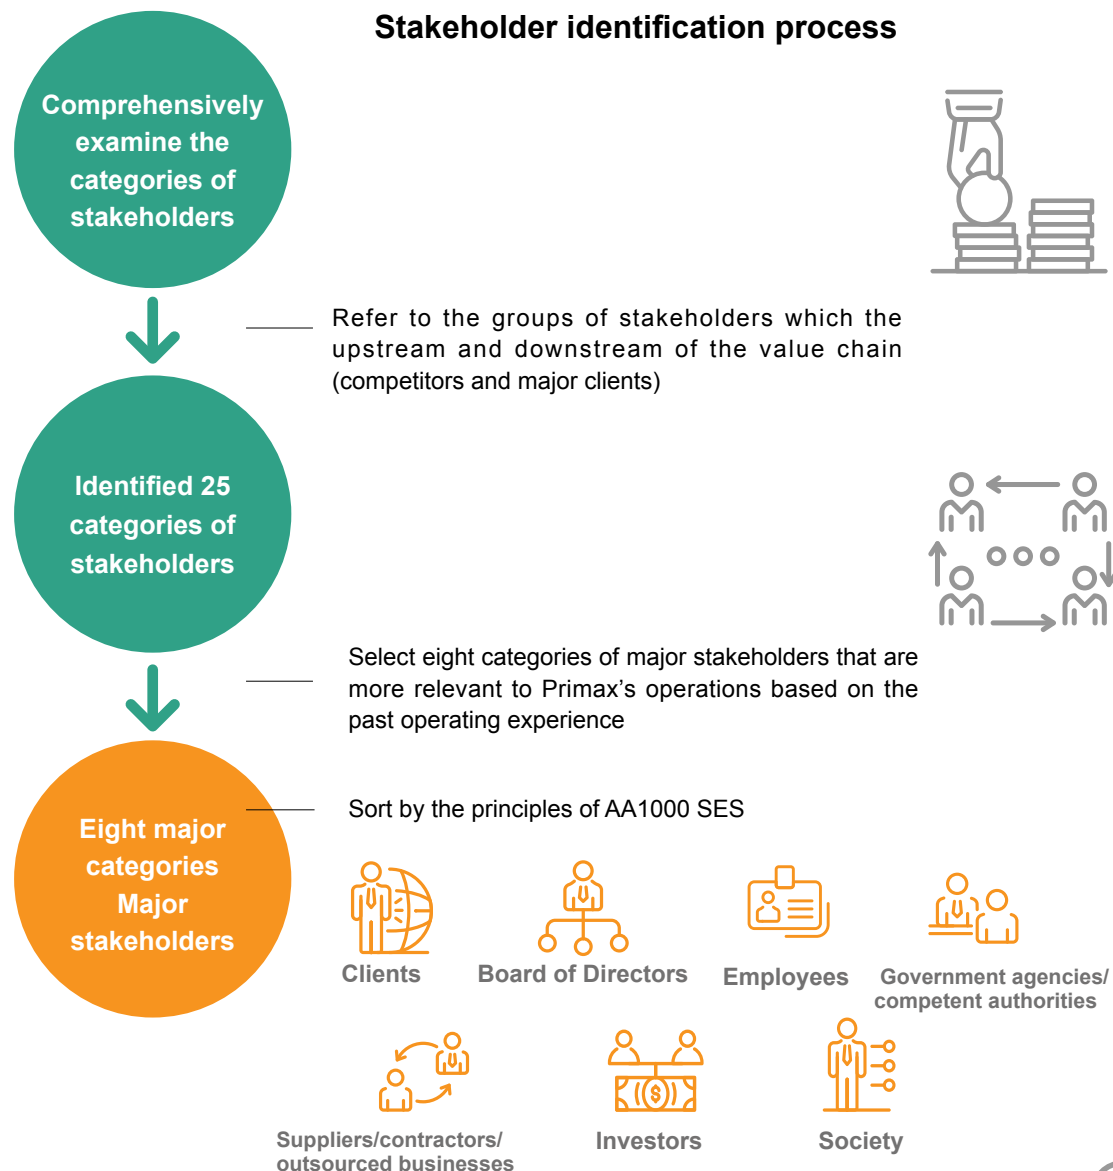 Stakeholder identification process
Comprehensively
examine the
categories of
stakeholders
Refer to the groups of stakeholders which the
upstream and downstream of the value chain
(competitors and major clients)
Identified 25
categories of
stakeholders
Select eight categories of major stakeholders that are
more relevant to Primax's operations based on the
past operating experience
Eight major
categories
Major
stakeholders
Sort by the principles of AA1000 SES
Clients
Board of Directors
Employees
Government agencies/
competent authorities
Suppliers/contractors/
outsourced businesses
$
Investors
Society